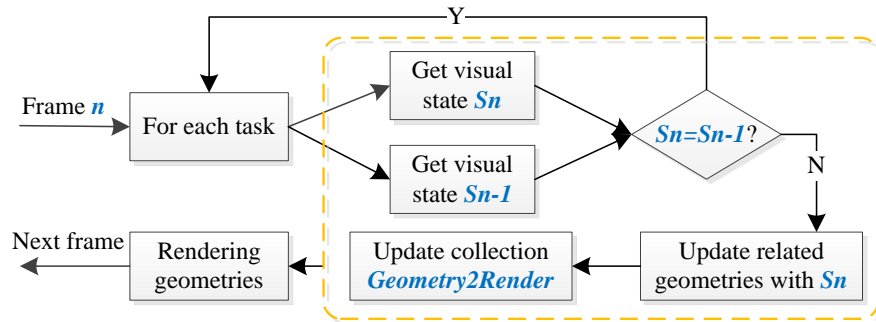 Y
Frame n
For each task
Get visual
state Sn
Get visual
state Sn-1
Sn=Sn-1?
N
Next frame
Rendering
geometries
Update collection
Geometry2Render
Update related
geometries with Sn